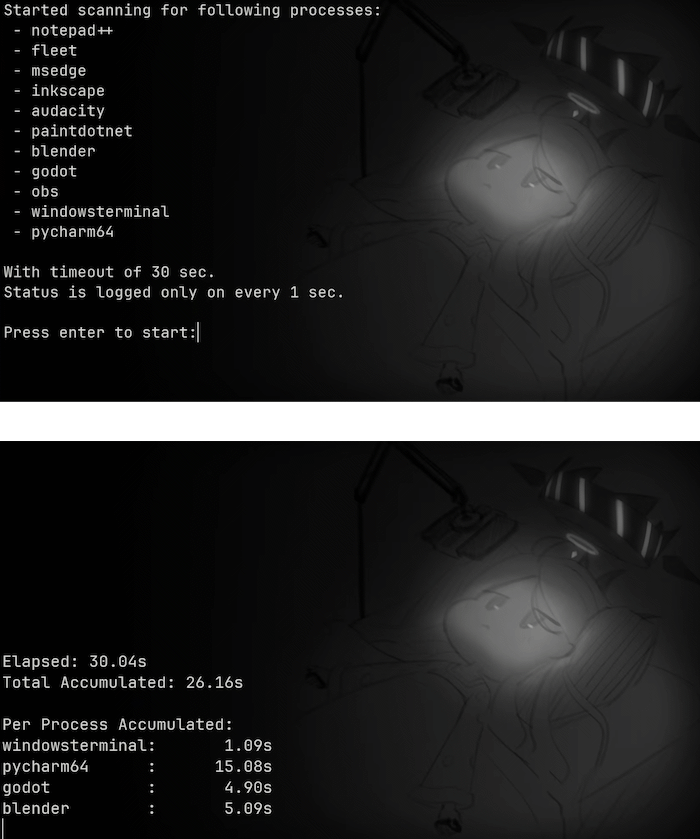 Started scanning for following processes:
- notepad++
- fleet
- msedge
- inkscape
- audacity
- paintdotnet
- blender
- godot
- obs
- windowsterminal
- pycharm64
With timeout of 30 sec.
Status is logged only on every 1 sec.
Press enter to start:
Elapsed: 30.04s
Total Accumulated: 26.16s
Per Process Accumulated:
windowsterminal: 1.09s
pycharm64 : 15.08s
godot : 4.90s
blender : 5.09s